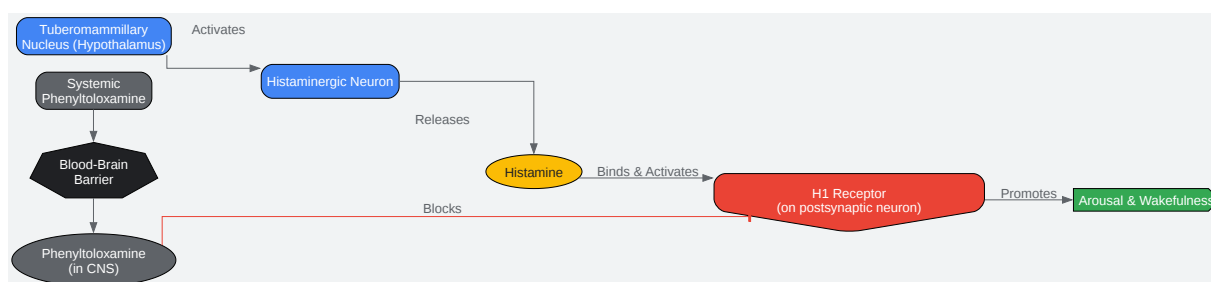 Tuberomammillary
Nucleus (Hypothalamus)
Activates
Systemic
Phenyltoloxamine
Histaminergic Neuron
Releases
Blood-Brain
Barrier
Histamine
Binds & Activates
H1 Receptor
(on postsynaptic neuron)
Promotes
Arousal & Wakefulness
Blocks
Phenyltoloxamine
(in CNS)